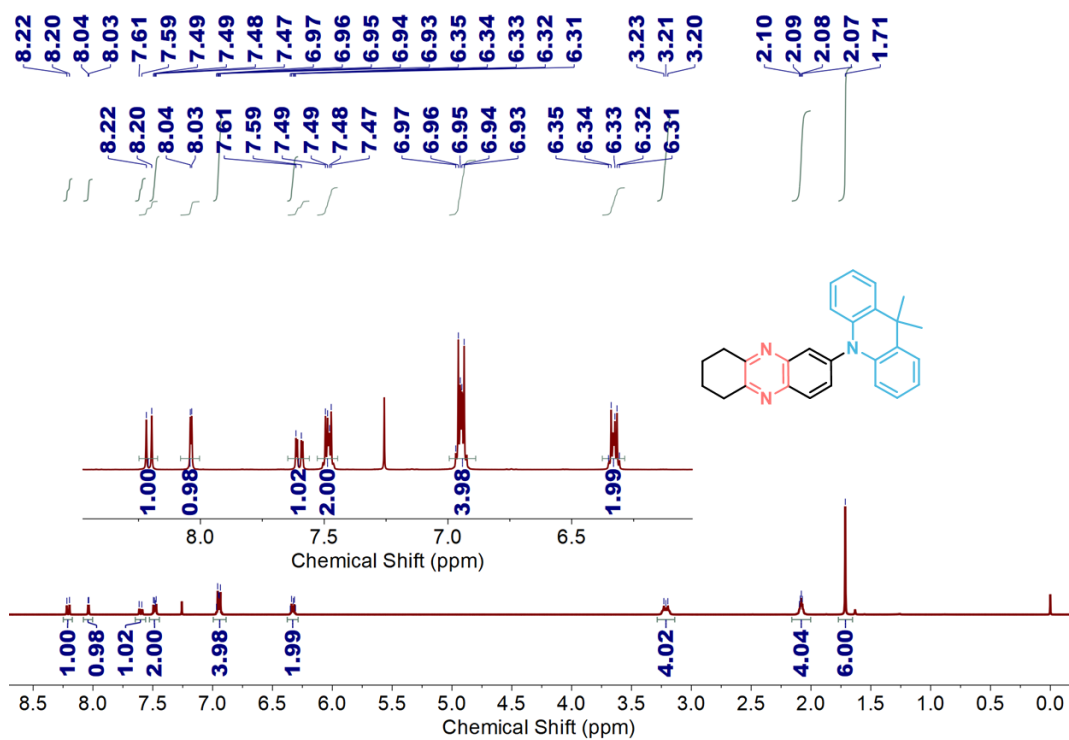 8.22 8.20 8.04 8.03 7.61 7.59 7.49 7.49 7.48 7.47 6.97 6.96 6.95 6.94 6.93 6.35 6.34 6.33 6.32 6.31 3.23 3.21 3.20 2.10 2.09 2.08 2.07 1.71
8.22 8.20 8.04 8.03 7.61 7.59 7.49 7.49 7.48 7.47 6.97 6.96 6.95 6.94 6.93 6.35 6.34 6.33 6.32 6.31
N
N
N
1.00 0.98 1.02 2.00 3.98 1.99
8.0 7.5 7.0 6.5
Chemical Shift (ppm)
1.00 0.98 1.02 2.00 3.98 1.99 4.02 4.04 6.00
8.5 8.0 7.5 7.0 6.5 6.0 5.5 5.0 4.5 4.0 3.5 3.0 2.5 2.0 1.5 1.0 0.5 0.0
Chemical Shift (ppm)